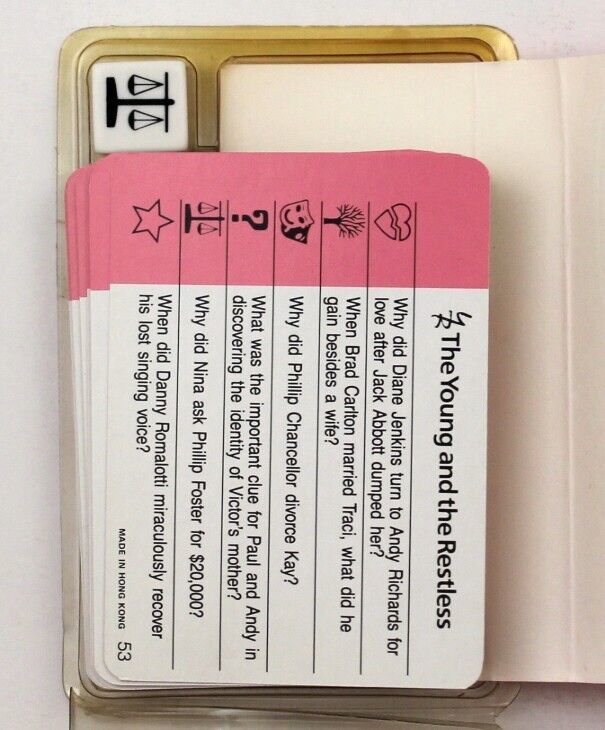 YR The Young and the Restless
Why did Diane Jenkins turn to Andy Richards for
love after Jack Abbott dumped her?
When Brad Carlton married Traci, what did he
gain besides a wife?
Why did Phillip Chancellor divorce Kay?
?
What was the important clue for Paul and Andy in
discovering the identity of Victor's mother?
Why did Nina ask Phillip Foster for $20,000?
When did Danny Romalotti miraculously recover
his lost singing voice?
MADE IN HONG KONG 53